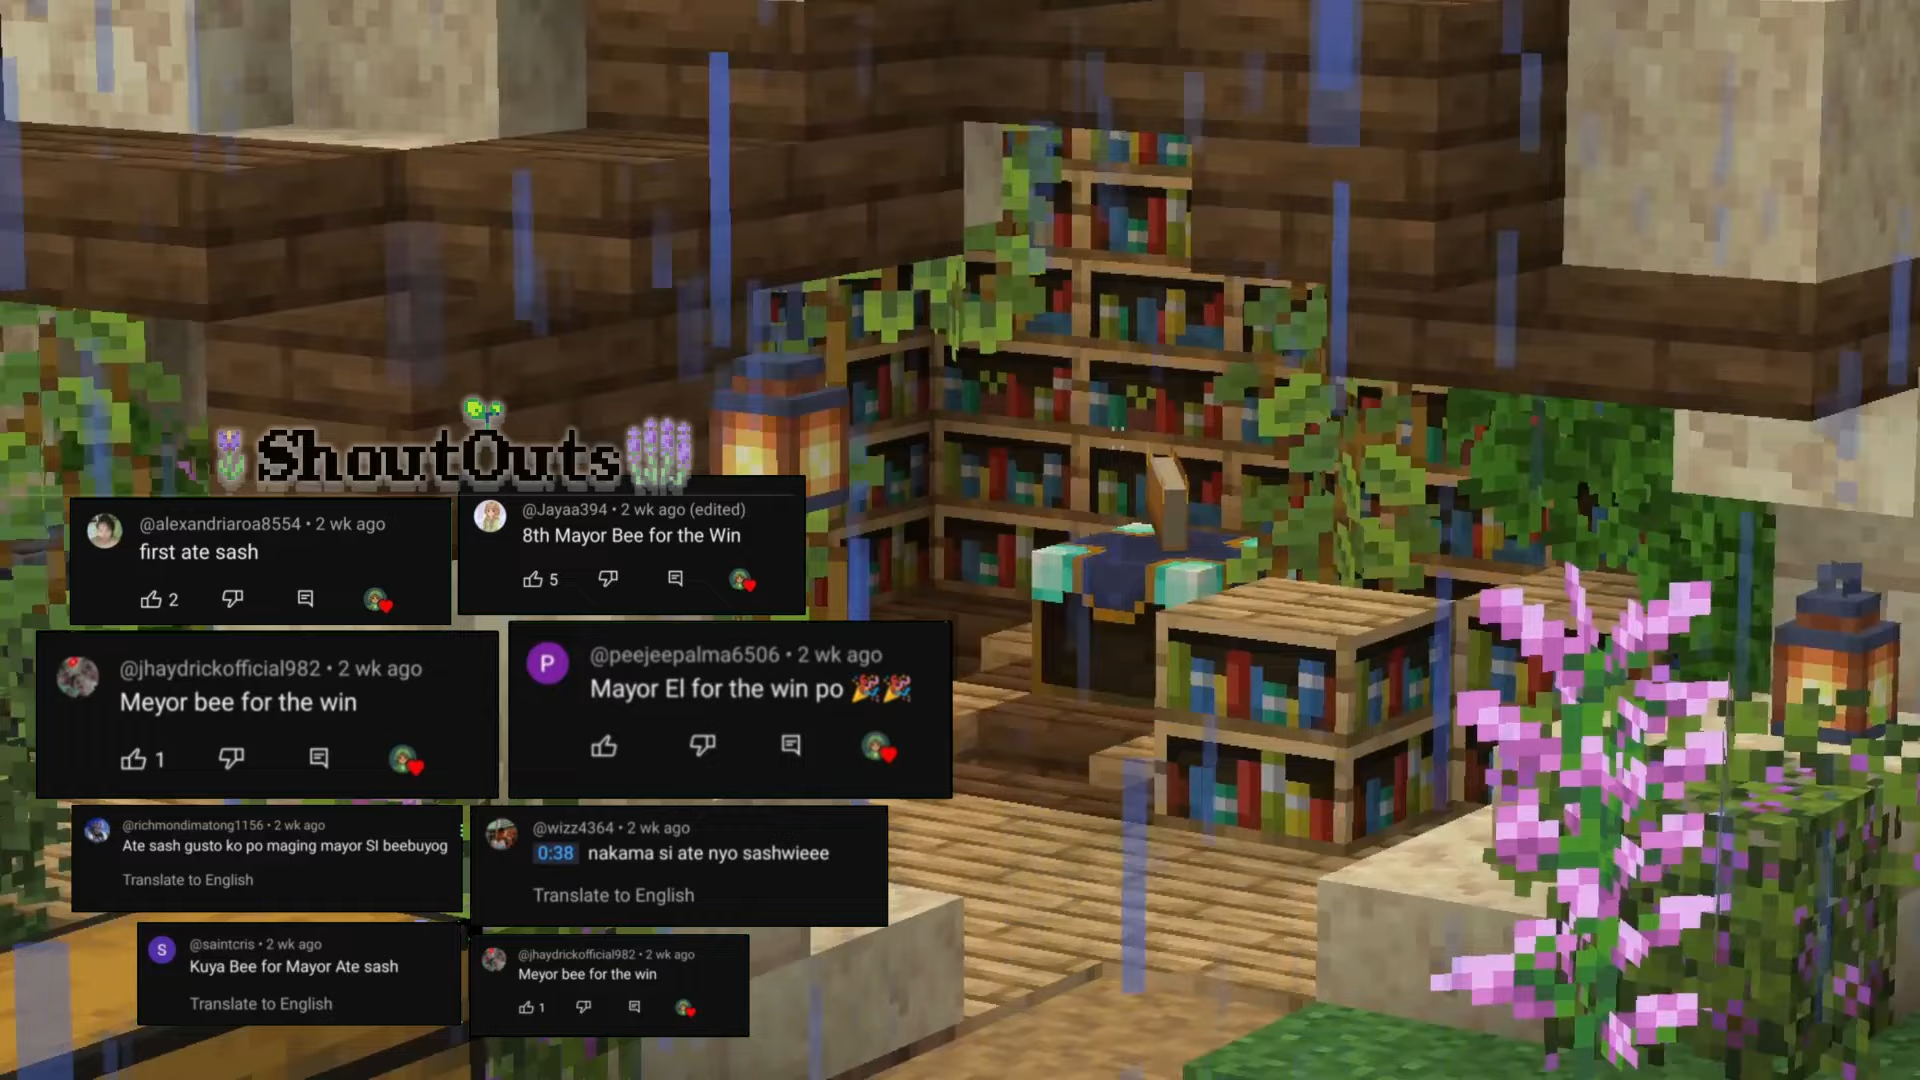 ShoutOuts
@alexandriaroa8554 • 2 wk ago
first ate sash
2
@Jayaa394 • 2 wk ago (edited)
8th Mayor Bee for the Win
5
@jhaydrickofficial982 • 2 wk ago
Meyor bee for the win
1
P
@peejeepalma6506 • 2 wk ago
Mayor El for the win po 🎉🎉
@richmondimatong1156 • 2 wk ago
Ate sash gusto ko po maging mayor SI beebuyog
Translate to English
@wizz4364 • 2 wk ago
0:38 nakama si ate nyo sashwieee
Translate to English
S
@saintcris • 2 wk ago
Kuya Bee for Mayor Ate sash
Translate to English
@jhaydrickofficial982 • 2 wk ago
Meyor bee for the win
1